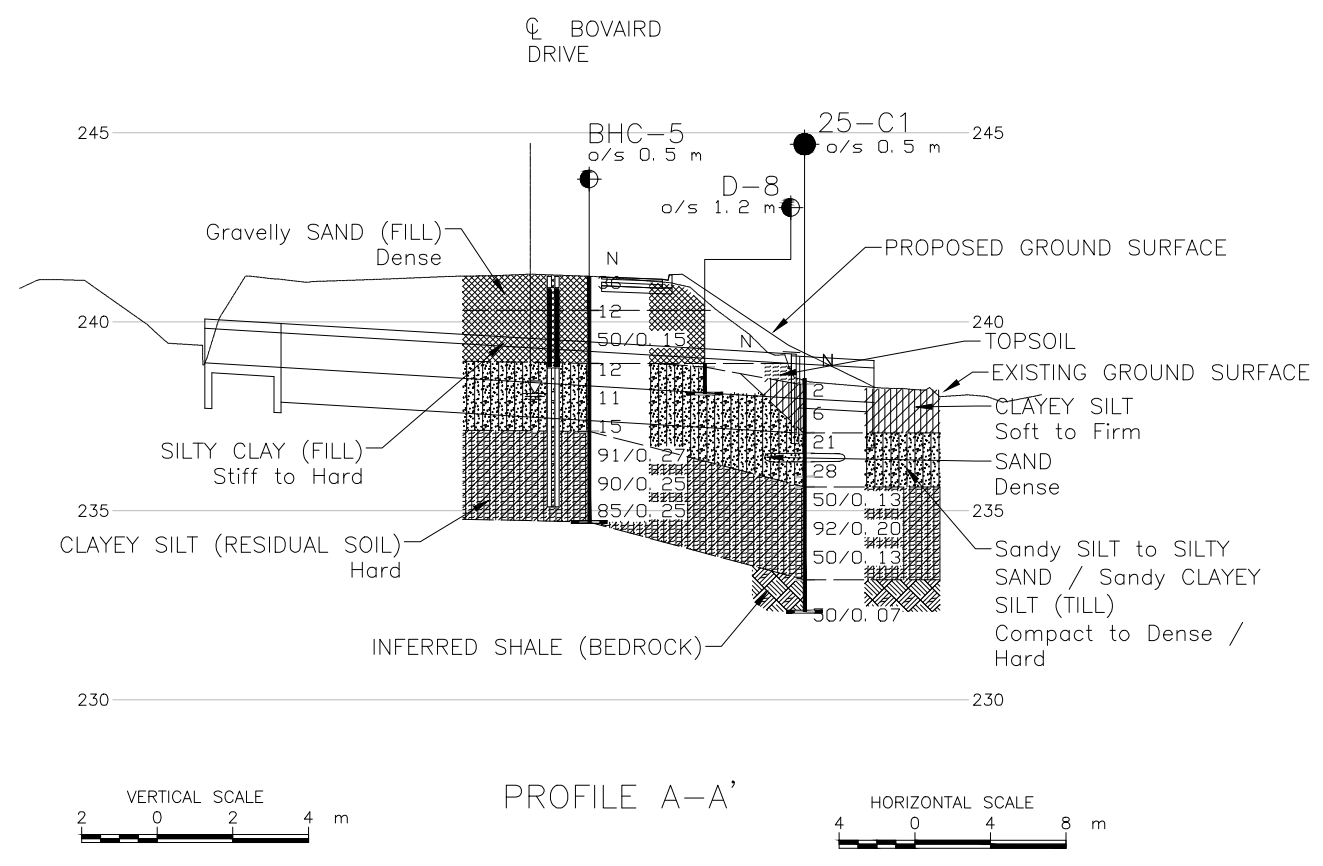 ℄ BOVAIRD
DRIVE
245
245
BHC-5
o/s 0.5 m
25-C1
o/s 0.5 m
D-8
o/s 1.2 m
Gravelly SAND (FILL)
Dense
PROPOSED GROUND SURFACE
N
36
12
240
50/0.15
N
N
TOPSOIL
12
EXISTING GROUND SURFACE
2
11
CLAYEY SILT
Soft to Firm
6
15
21
SILTY CLAY (FILL)
Stiff to Hard
91/0.27
SAND
Dense
28
90/0.25
50/0.13
85/0.25
235
235
92/0.20
CLAYEY SILT (RESIDUAL SOIL)
Hard
50/0.13
Sandy SILT to SILTY
SAND / Sandy CLAYEY
SILT (TILL)
Compact to Dense /
Hard
240
50/0.07
INFERRED SHALE (BEDROCK)
230
230
PROFILE A-A'
VERTICAL SCALE
2 0 2 4 m
HORIZONTAL SCALE
4 0 4 8 m